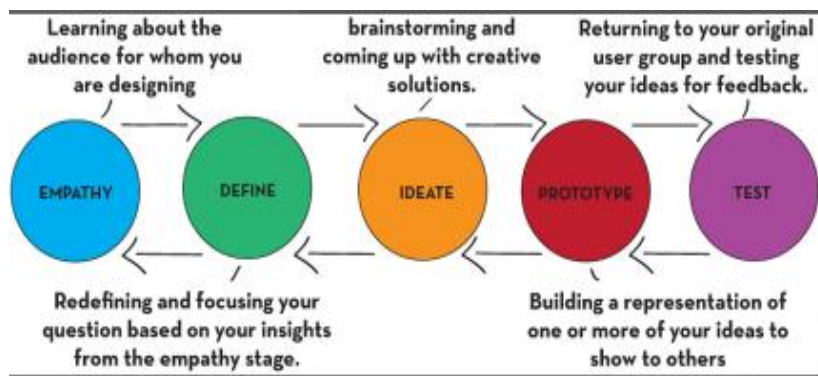 Learning about the
audience for whom you
are designing
brainstorming and
coming up with creative
solutions.
Returning to your original
user group and testing
your ideas for feedback.
EMPATHY
DEFINE
IDEATE
PROTOTYPE
TEST
Redefining and focusing your
question based on your insights
from the empathy stage.
Building a representation of
one or more of your ideas to
show to others